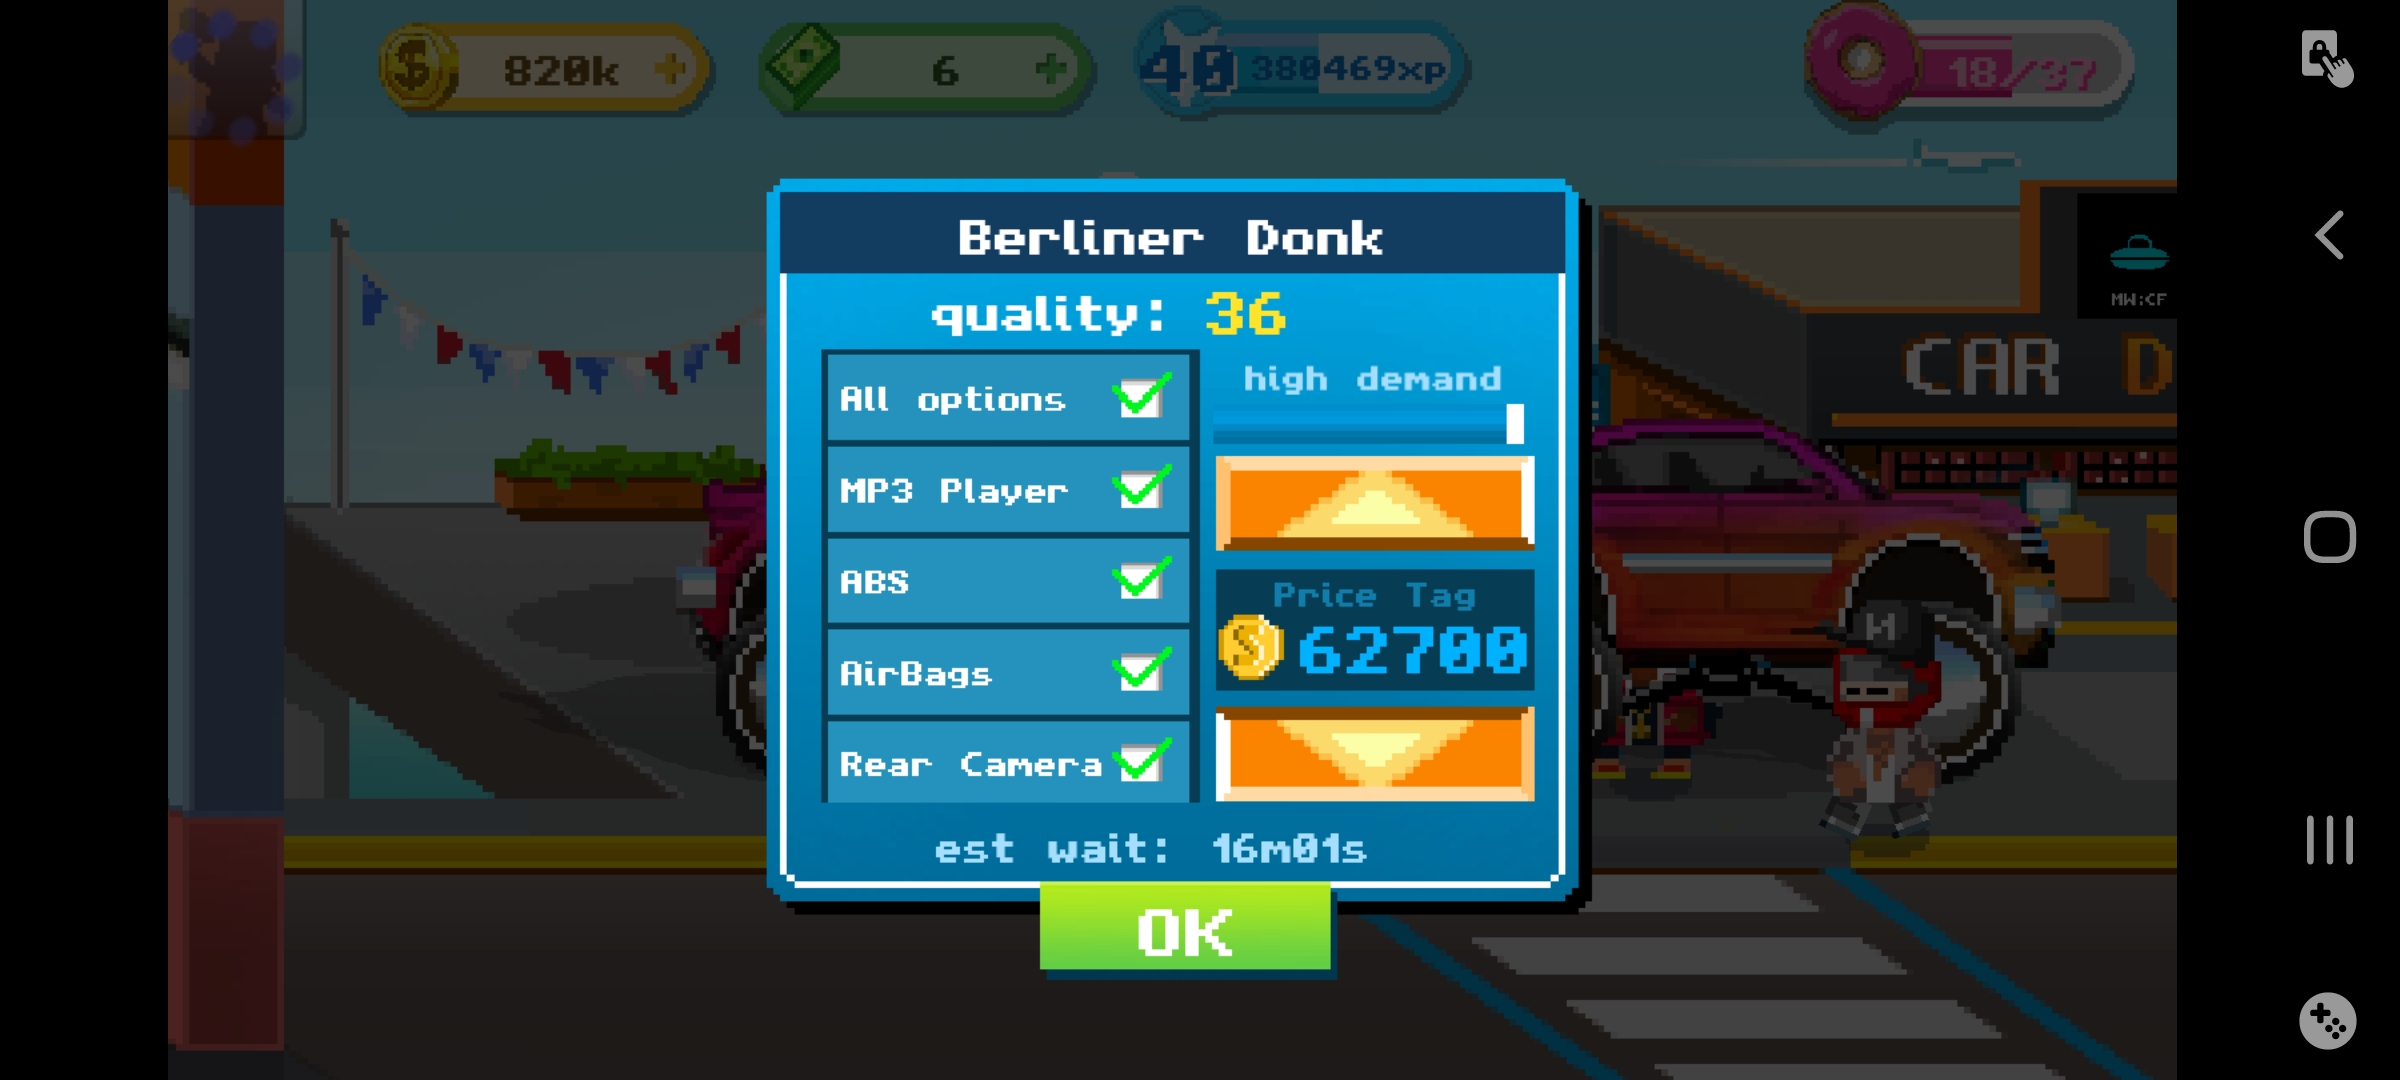 820k
6
40 380469xp
18/37
Berliner Donk
quality: 36
All options
MP3 Player
ABS
AirBags
Rear Camera
high demand
Price Tag
62700
est wait: 16m01s
OK
MW:CF
CAR D